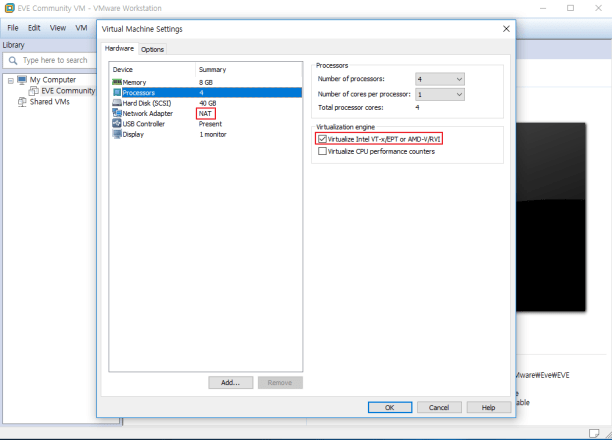 EVE Community VM - VMware Workstation
File Edit View VM
Library
Type here to search
My Computer
EVE Community
Shared VMs
Virtual Machine Settings
Hardware Options
Device Summary
Memory 8 GB
Processors 4
Hard Disk (SCSI) 40 GB
Network Adapter NAT
USB Controller Present
Display 1 monitor
Add... Remove
Processors
Number of processors: 4
Number of cores per processor: 1
Total processor cores: 4
Virtualization engine
Virtualize Intel VT-x/EPT or AMD-V/RVI
Virtualize CPU performance counters
Mware₩Eve₩EVE
able
OK Cancel Help